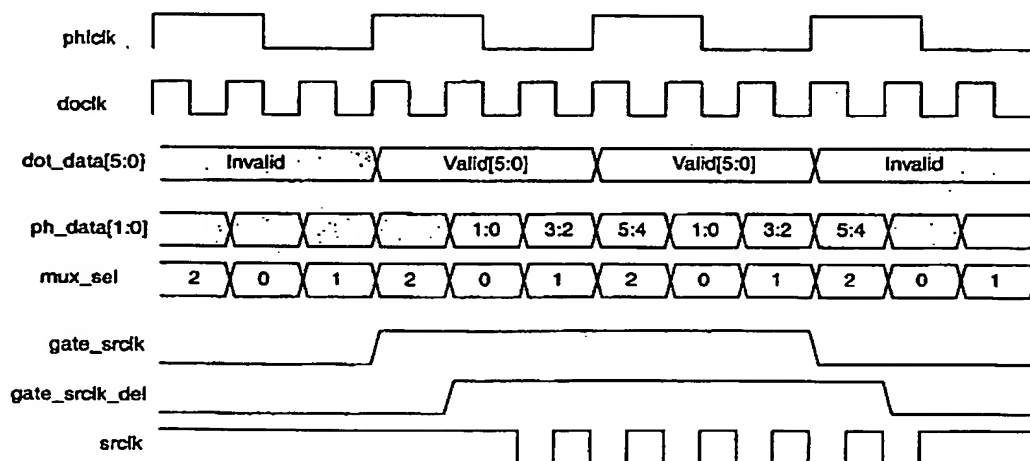 phiclk
doclk
dot_data[5:0] Invalid Valid[5:0] Valid[5:0] Invalid
ph_data[1:0] 1:0 3:2 5:4 1:0 3:2 5:4
mux_sel 2 0 1 2 0 1 2 0 1 2 0 1
gate_srclk
gate_srclk_del
srclk